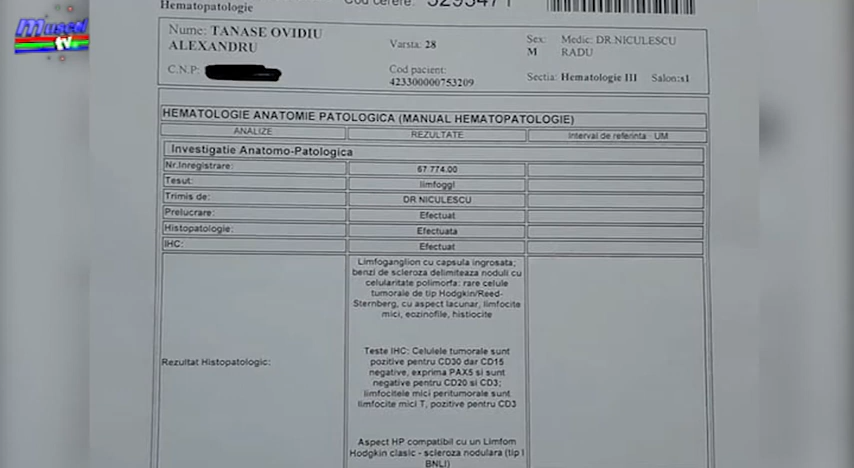 Muscel
tv
Hematopatologie
Cod cerere:
Nume: TANASE OVIDIU
ALEXANDRU
Varsta: 28
Sex:
M
Medic: DR.NICULESCU
RADU
C.N.P:
Cod pacient:
423300000753209
Sectia: Hematologie III Salon:s1
HEMATOLOGIE ANATOMIE PATOLOGICA (MANUAL HEMATOPATOLOGIE)
ANALIZE REZULTATE Interval de referinta - UM
Investigatie Anatomo-Patologica
Nr.Inregistrare: 67 774.00
Tesut: limfoggl
Trimis de: DR NICULESCU
Prelucrare: Efectuat
Histopatologie: Efectuata
IHC: Efectuat
Rezultat Histopatologic:
Limfoganglion cu capsula ingrosata;
benzi de scleroza delimiteaza noduli cu
celularitate polimorfa: rare celule
tumorale de tip Hodgkin/Reed-
Sternberg, cu aspect lacunar, limfocite
mici, eozinofile, histiocite
Teste IHC: Celulele tumorale sunt
pozitive pentru CD30 dar CD15
negative, exprima PAX5 si sunt
negative pentru CD20 si CD3;
limfocitele mici peritumorale sunt
limfocite mici T, pozitive pentru CD3
Aspect HP compatibil cu un Limfom
Hodgkin clasic - scleroza nodulara (tip I
BNLI)